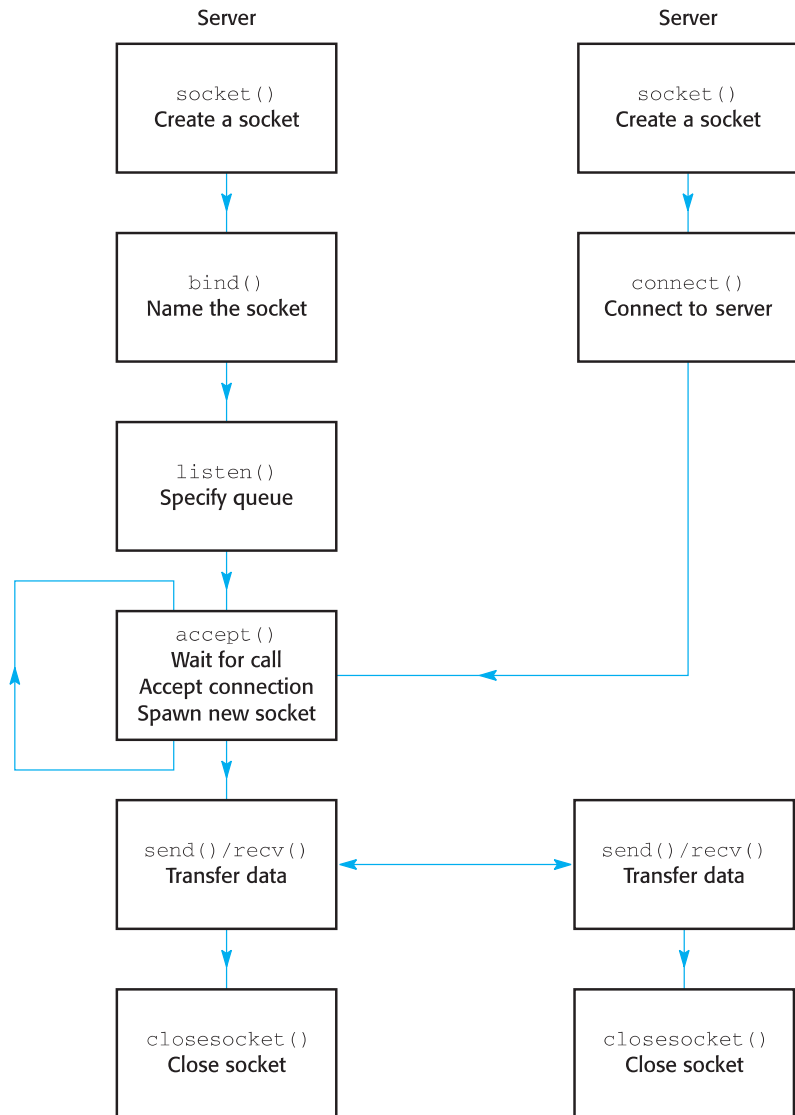 Server
socket()
Create a socket
bind()
Name the socket
listen()
Specify queue
accept()
Wait for call
Accept connection
Spawn new socket
send()/recv()
Transfer data
closesocket()
Close socket
Server
socket()
Create a socket
connect()
Connect to server
send()/recv()
Transfer data
closesocket()
Close socket